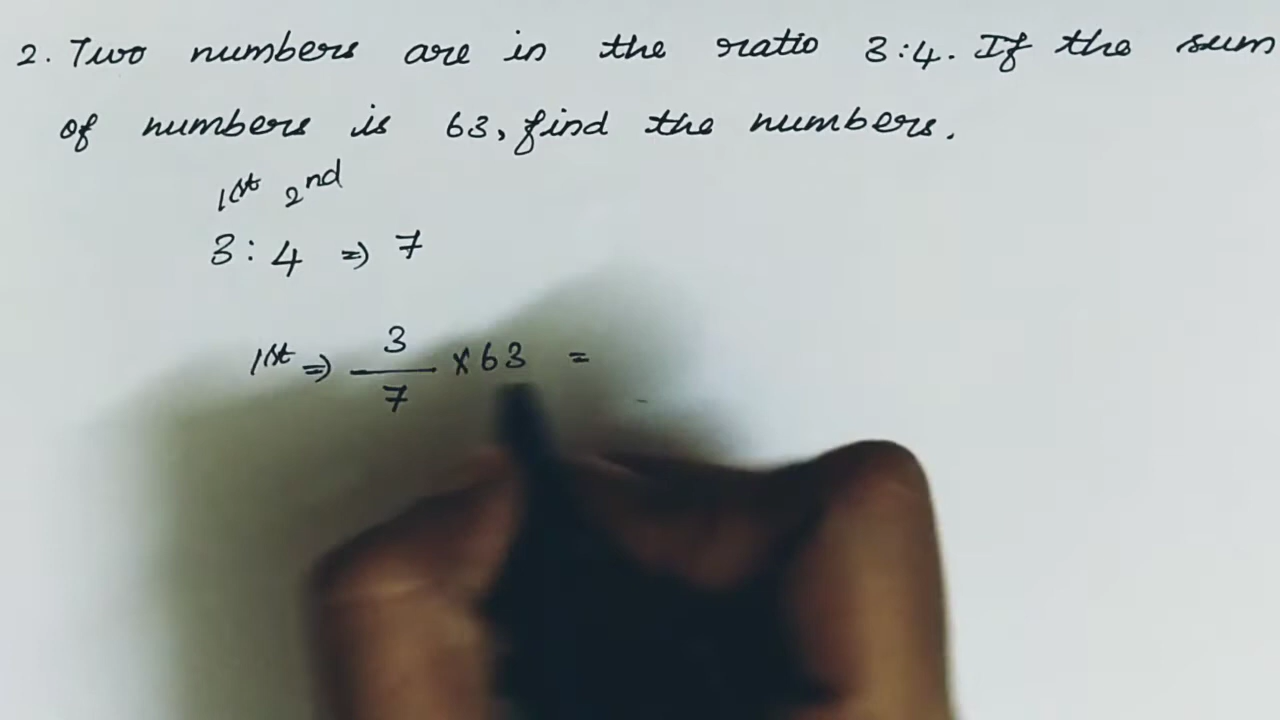 2. Two numbers are in the ratio 3:4. If the sum
of numbers is 63, find the numbers.
1st 2nd
3 : 4 => 7
1st => 3/7 × 63 =